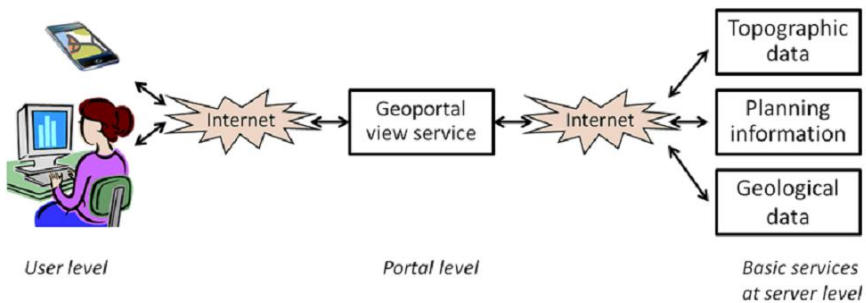 Topographic
data
Internet
Geoportal
view service
Internet
Planning
information
Geological
data
User level
Portal level
Basic services
at server level